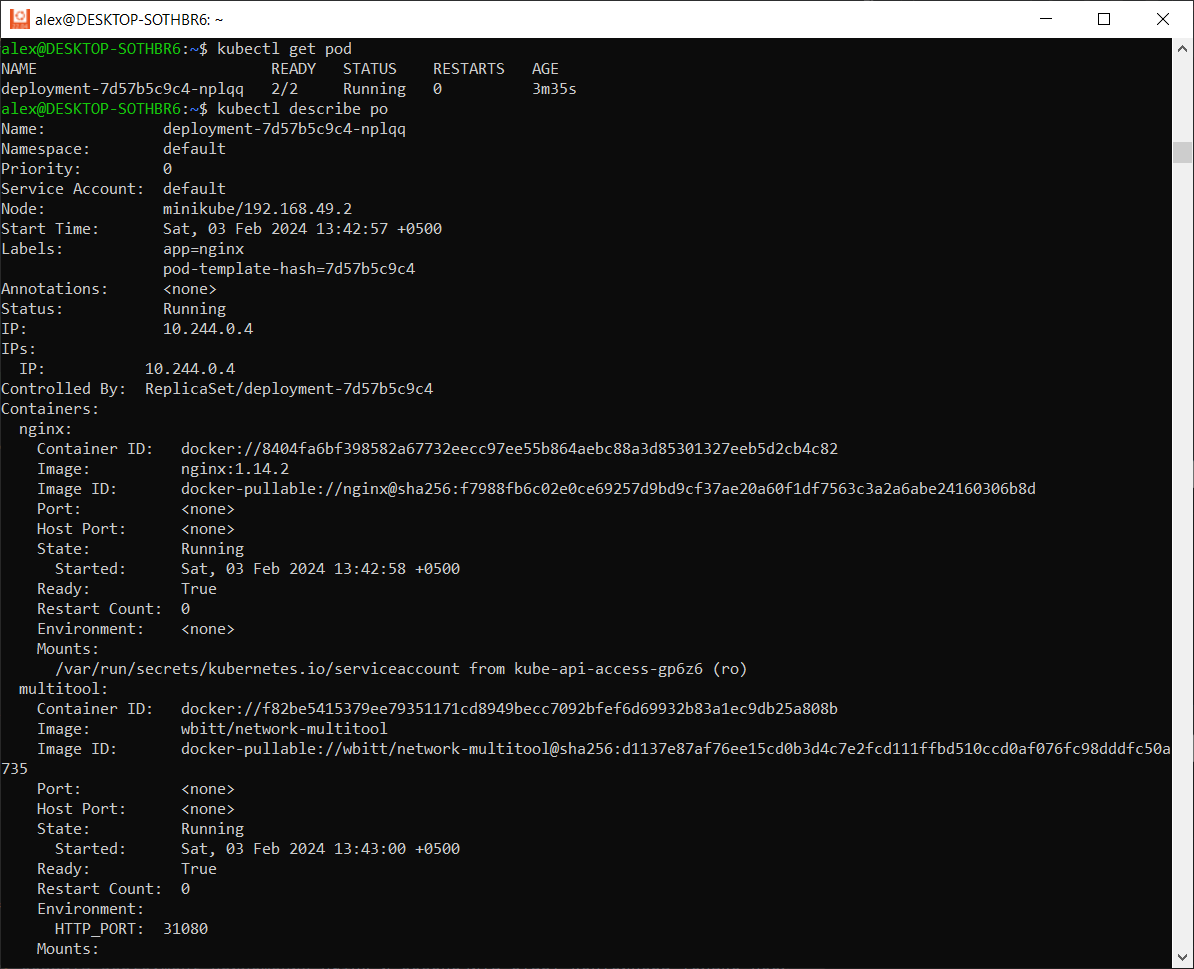 alex@DESKTOP-SOTHBR6: ~
alex@DESKTOP-SOTHBR6:~$ kubectl get pod
NAME                          READY   STATUS    RESTARTS   AGE
deployment-7d57b5c9c4-nplqq   2/2     Running   0          3m35s
alex@DESKTOP-SOTHBR6:~$ kubectl describe po
Name:             deployment-7d57b5c9c4-nplqq
Namespace:        default
Priority:         0
Service Account:  default
Node:             minikube/192.168.49.2
Start Time:       Sat, 03 Feb 2024 13:42:57 +0500
Labels:           app=nginx
                  pod-template-hash=7d57b5c9c4
Annotations:      <none>
Status:           Running
IP:               10.244.0.4
IPs:
  IP:           10.244.0.4
Controlled By:  ReplicaSet/deployment-7d57b5c9c4
Containers:
  nginx:
    Container ID:   docker://8404fa6bf398582a67732eecc97ee55b864aebc88a3d85301327eeb5d2cb4c82
    Image:          nginx:1.14.2
    Image ID:       docker-pullable://nginx@sha256:f7988fb6c02e0ce69257d9bd9cf37ae20a60f1df7563c3a2a6abe24160306b8d
    Port:           <none>
    Host Port:      <none>
    State:          Running
      Started:      Sat, 03 Feb 2024 13:42:58 +0500
    Ready:          True
    Restart Count:  0
    Environment:    <none>
    Mounts:
      /var/run/secrets/kubernetes.io/serviceaccount from kube-api-access-gp6z6 (ro)
  multitool:
    Container ID:   docker://f82be5415379ee79351171cd8949becc7092bfef6d69932b83a1ec9db25a808b
    Image:          wbitt/network-multitool
    Image ID:       docker-pullable://wbitt/network-multitool@sha256:d1137e87af76ee15cd0b3d4c7e2fcd111ffbd510ccd0af076fc98dddfc50a
735
    Port:           <none>
    Host Port:      <none>
    State:          Running
      Started:      Sat, 03 Feb 2024 13:43:00 +0500
    Ready:          True
    Restart Count:  0
    Environment:
      HTTP_PORT:  31080
    Mounts: